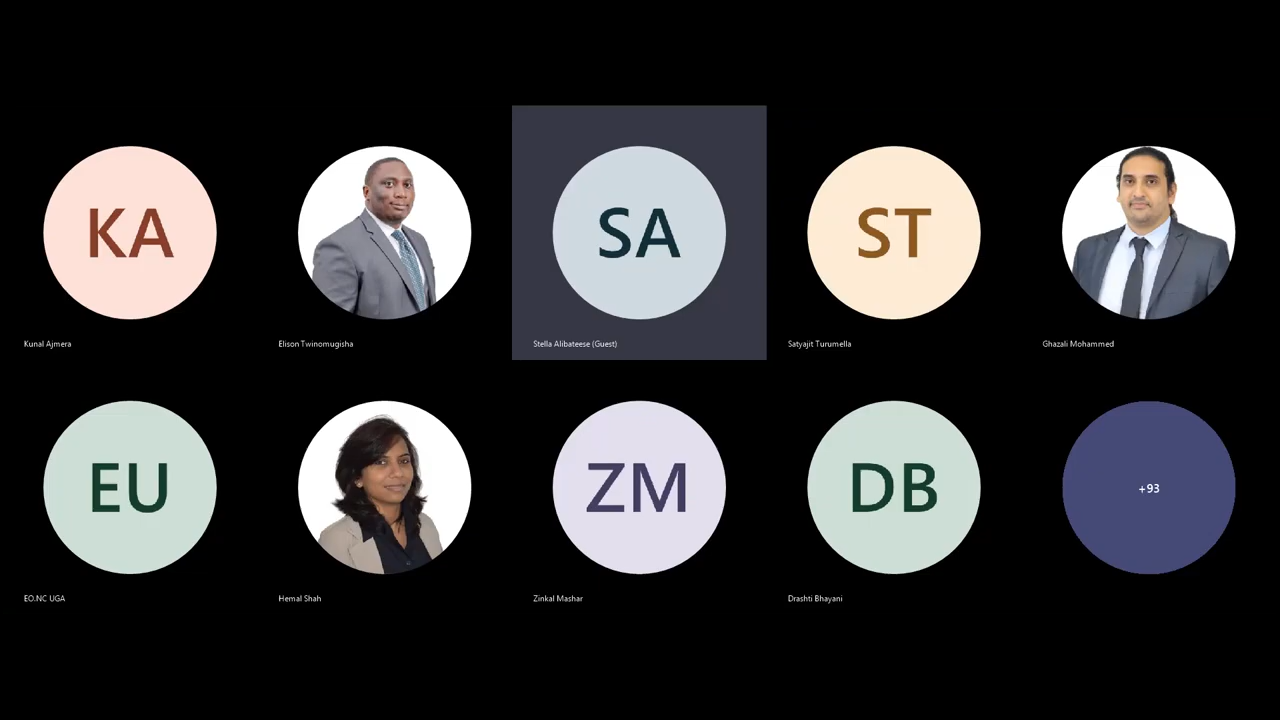 KA
SA
ST
Kunal Ajmera
Elison Twinomugisha
Stella Alibateese (Guest)
Satyajit Turumella
Ghazali Mohammed
EU
ZM
DB
+93
EO.NC UGA
Hemal Shah
Zinkal Mashar
Drashti Bhayani